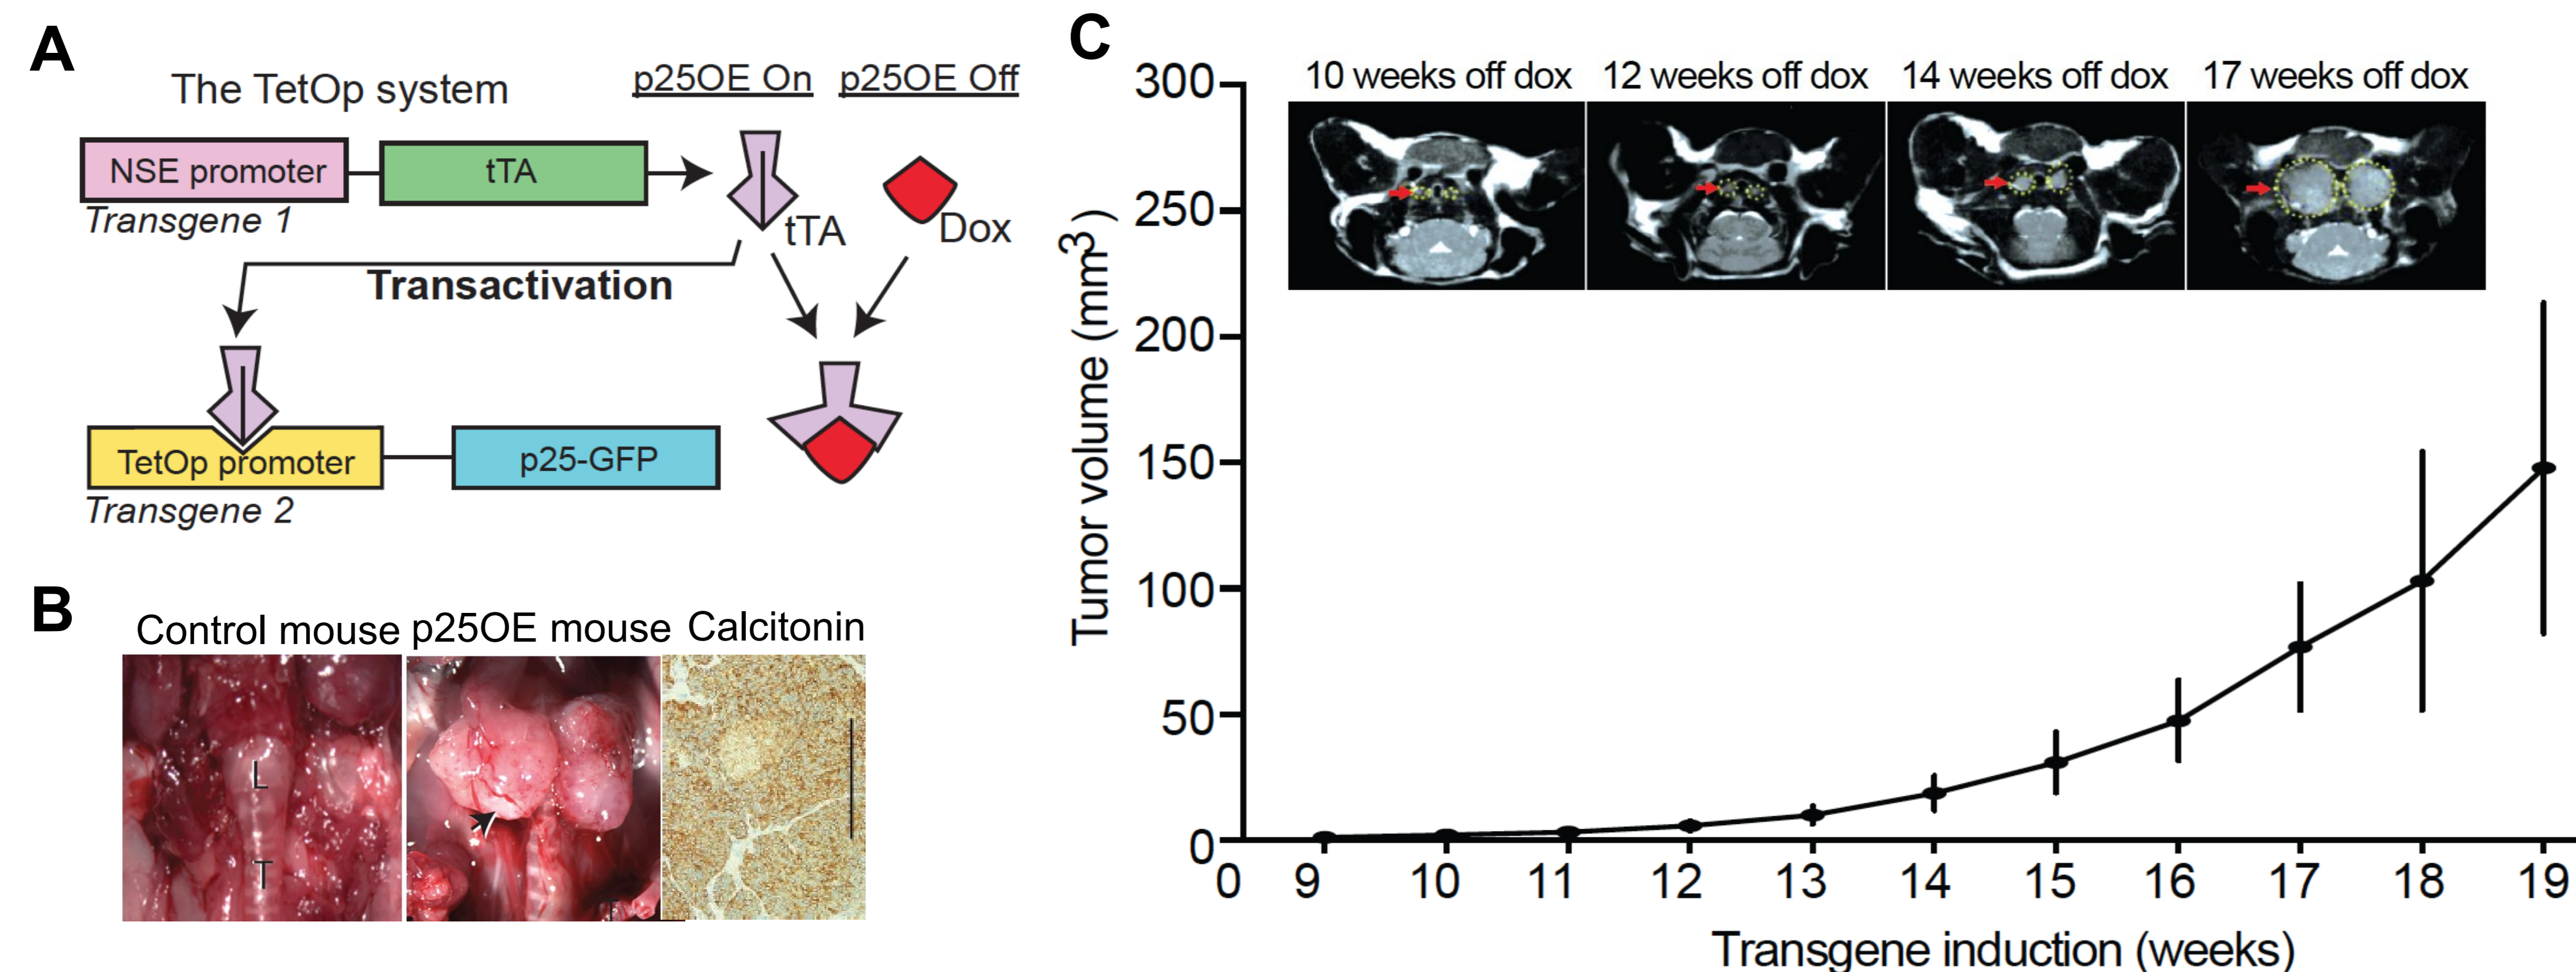 A
The TetOp system
p25OE On
p25OE Off
NSE promoter
tTA
Transgene 1
tTA
Dox
Transactivation
TetOp promoter
p25-GFP
Transgene 2
B
Control mouse
p25OE mouse
Calcitonin
L
T
C
10 weeks off dox
12 weeks off dox
14 weeks off dox
17 weeks off dox
Tumor volume (mm3)
300
250
200
150
100
50
0
0 9 10 11 12 13 14 15 16 17 18 19
Transgene induction (weeks)